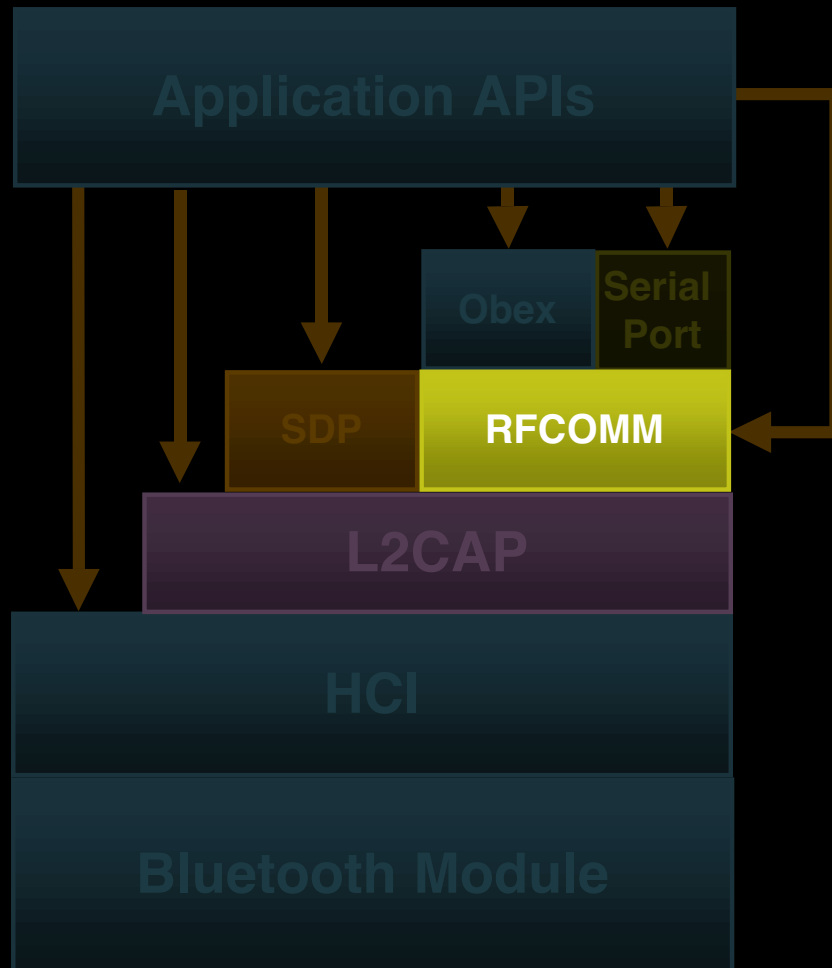 Application APIs
Obex
Serial
Port
SDP
RFCOMM
L2CAP
HCI
Bluetooth Module